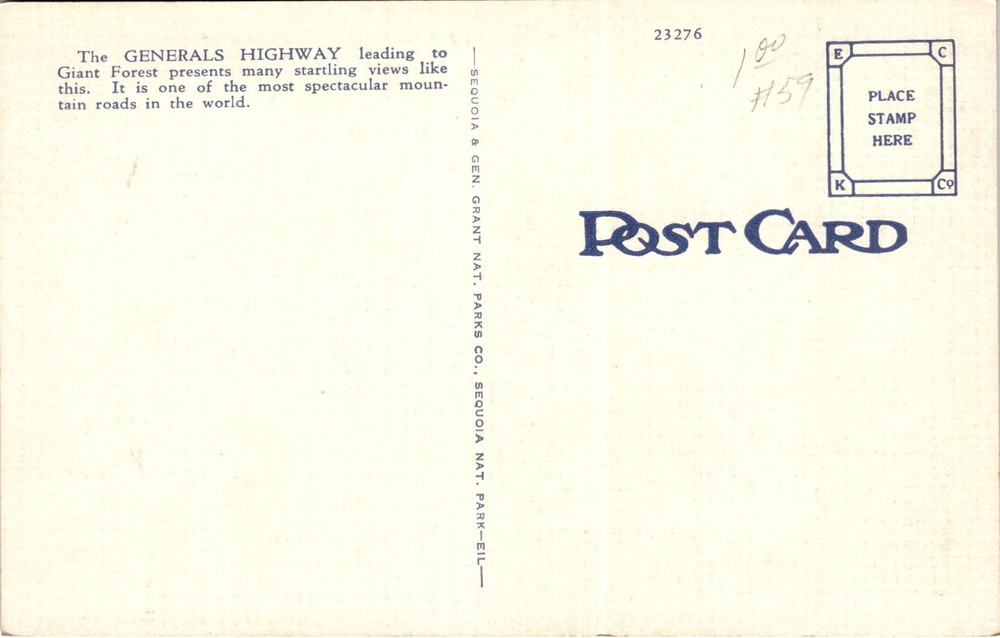 The GENERALS HIGHWAY leading to
Giant Forest presents many startling views like
this. It is one of the most spectacular moun-
tain roads in the world.
—SEQUOIA & GEN. GRANT NAT. PARKS CO., SEQUOIA NAT. PARK—EIL—
23276
1.00
#59
E C
PLACE
STAMP
HERE
K Co
POST CARD